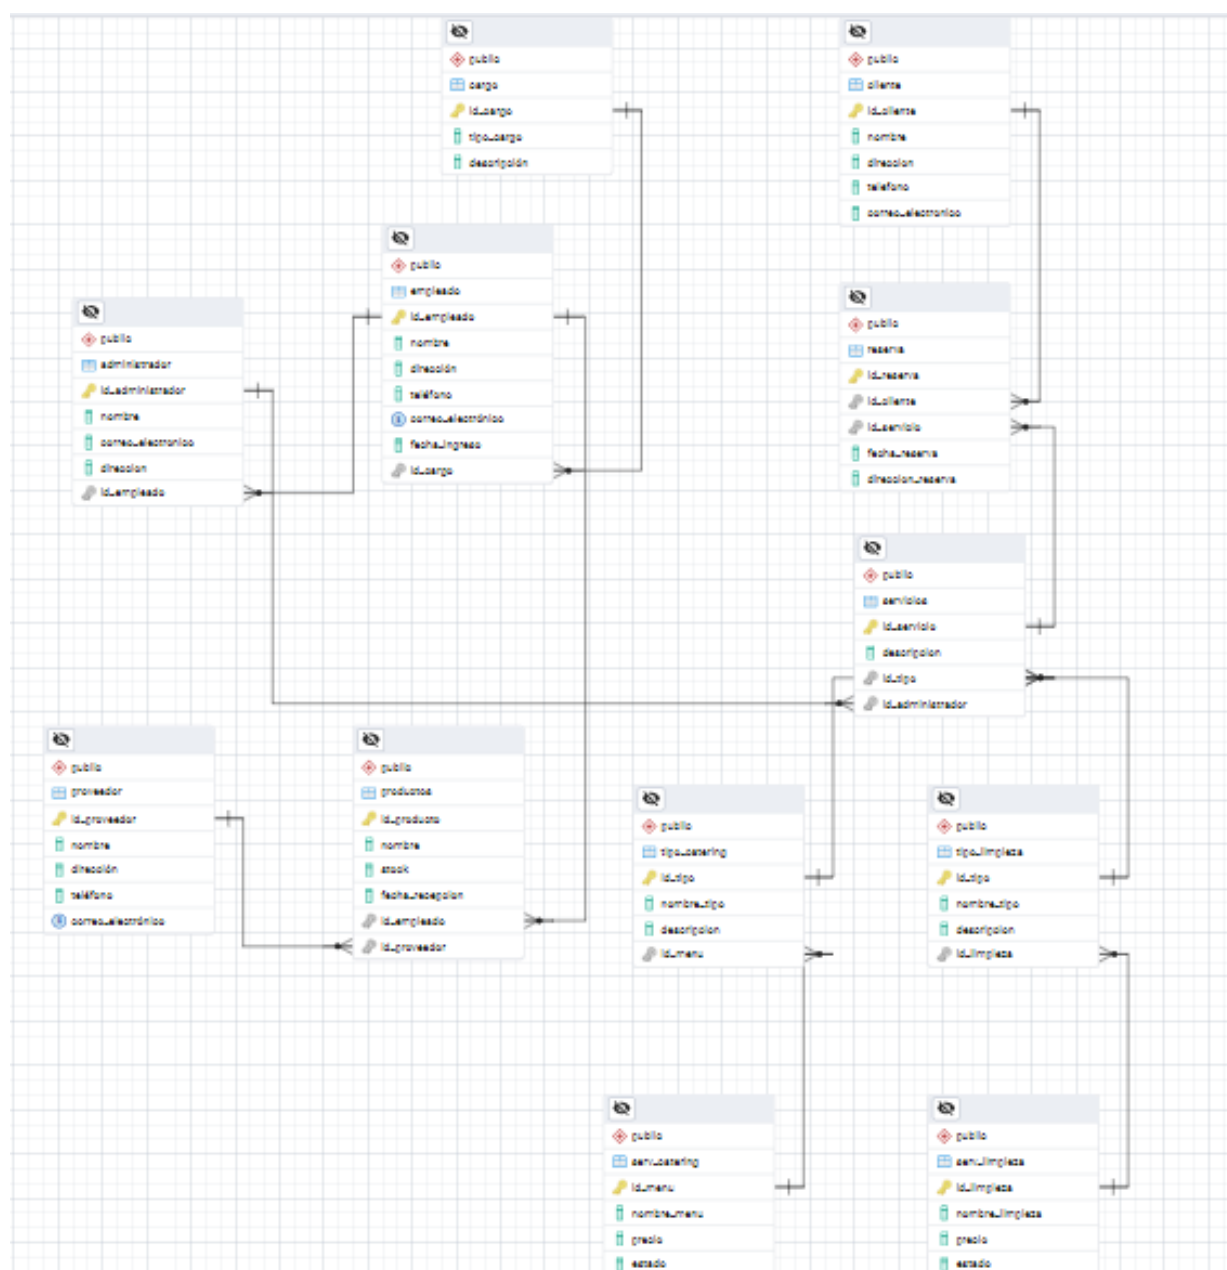 public
cargo
id_cargo
tipo_cargo
descripción
public
cliente
id_cliente
nombre
direccion
telefono
correo_electronico
public
empleado
id_empleado
nombre
dirección
teléfono
correo_electrónico
fecha_ingreso
id_cargo
public
administrador
id_administrador
nombre
correo_electronico
direccion
id_empleado
public
reserva
id_reserva
id_cliente
id_servicio
fecha_reserva
direccion_reserva
public
servicios
id_servicio
descripcion
id_tipo
id_administrador
public
proveedor
id_proveedor
nombre
dirección
teléfono
correo_electrónico
public
productos
id_producto
nombre
stock
fecha_recepcion
id_empleado
id_proveedor
public
tipo_catering
id_tipo
nombre_tipo
descripcion
id_menu
public
tipo_limpieza
id_tipo
nombre_tipo
descripcion
id_limpieza
public
serv_catering
id_menu
nombre_menu
precio
estado
public
serv_limpieza
id_limpieza
nombre_limpieza
precio
estado